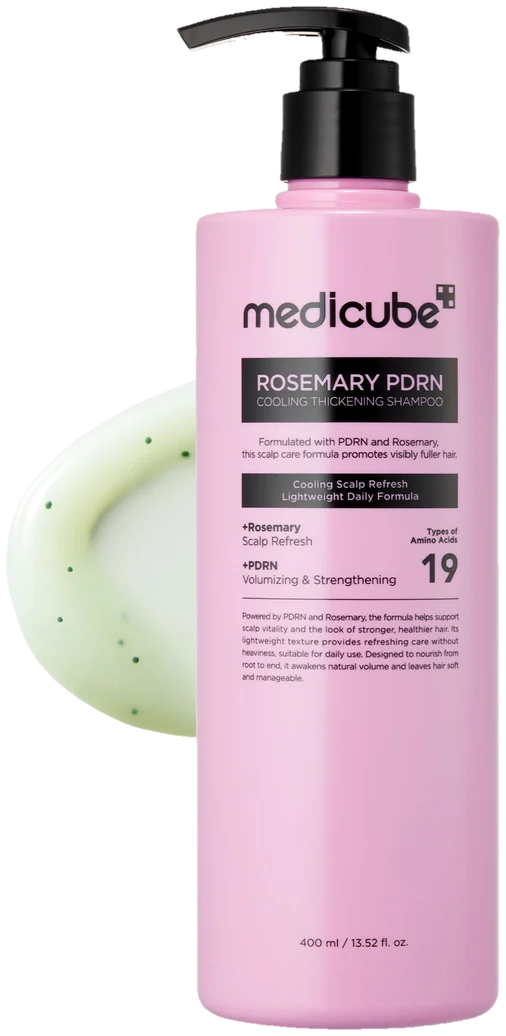 medicube
ROSEMARY PDRN
COOLING THICKENING SHAMPOO
Formulated with PDRN and Rosemary,
this scalp care formula promotes visibly fuller hair.
Cooling Scalp Refresh
Lightweight Daily Formula
+Rosemary
Scalp Refresh
Types of
Amino Acids
19
+PDRN
Volumizing & Strengthening
Powered by PDRN and Rosemary, the formula helps support
scalp vitality and the look of stronger, healthier hair. Its
lightweight texture provides refreshing care without
heaviness, suitable for daily use. Designed to nourish from
root to end, it awakens natural volume and leaves hair soft
and manageable.
400 ml / 13.52 fl. oz.